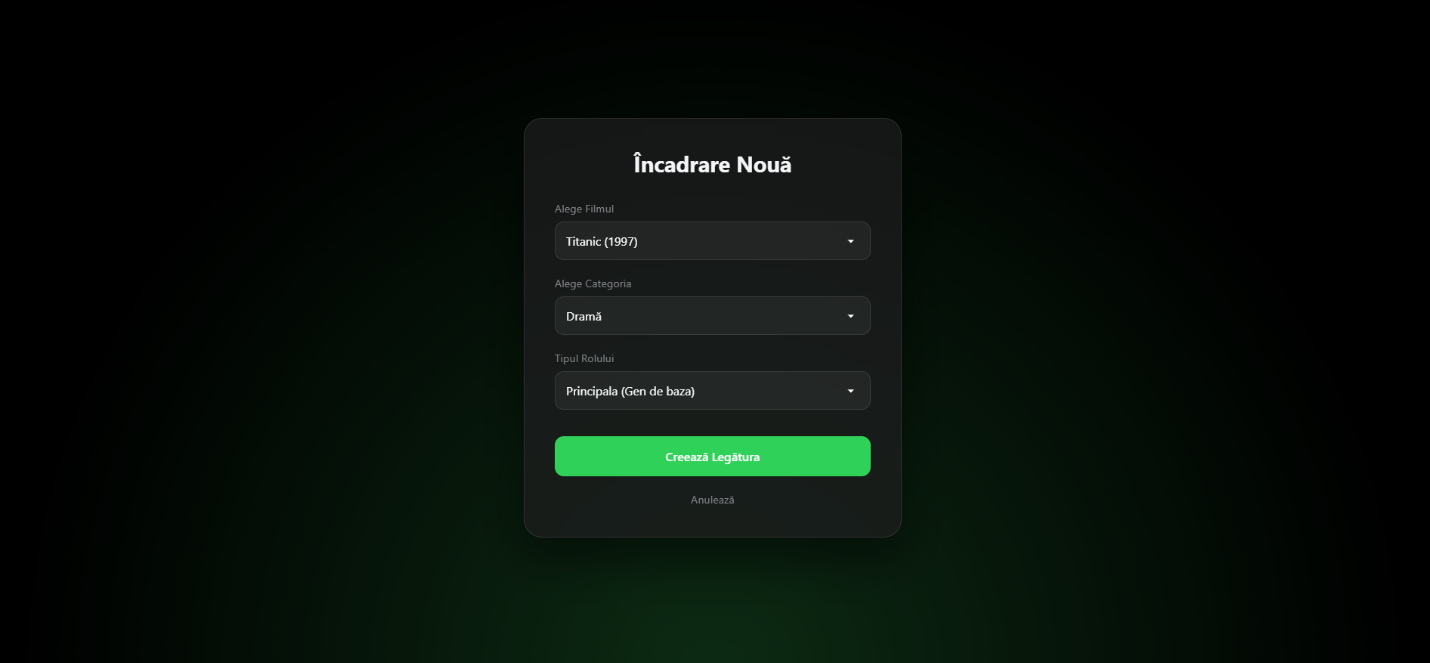 Încadrare Nouă
Alege Filmul
Titanic (1997)
Alege Categoria
Dramă
Tipul Rolului
Principala (Gen de baza)
Creează Legătura
Anulează